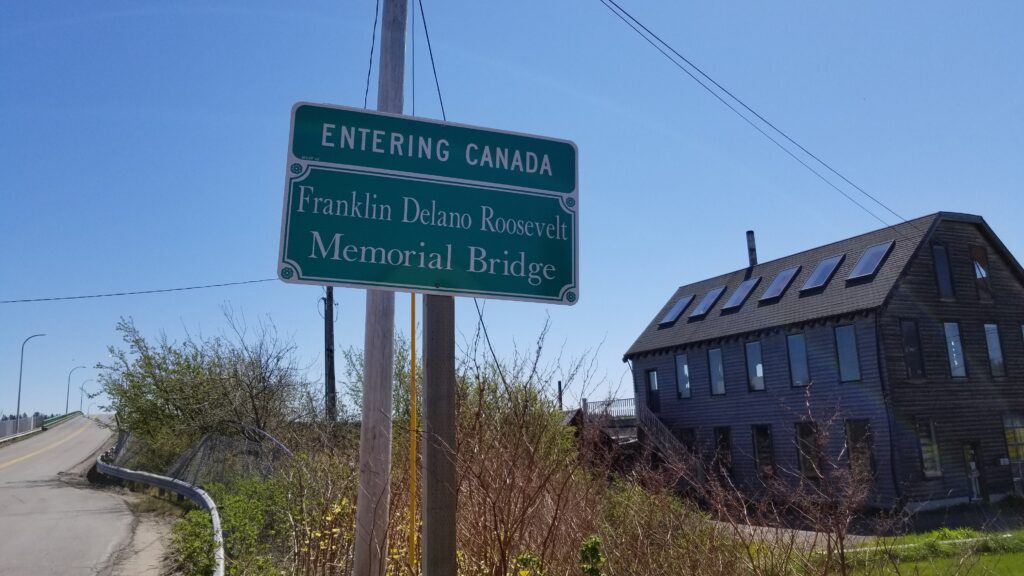 ENTERING CANADA
Franklin Delano Roosevelt
Memorial Bridge